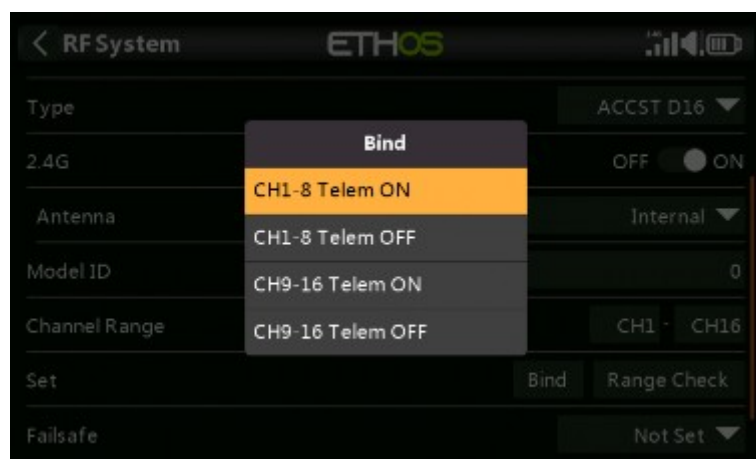 < RF System ETHOS
Type ACCST D16
Bind
2.4G OFF ON
CH1-8 Telem ON
Antenna Internal
CH1-8 Telem OFF
Model ID 0
CH9-16 Telem ON
Channel Range CH1 - CH16
CH9-16 Telem OFF
Set Bind Range Check
Failsafe Not Set